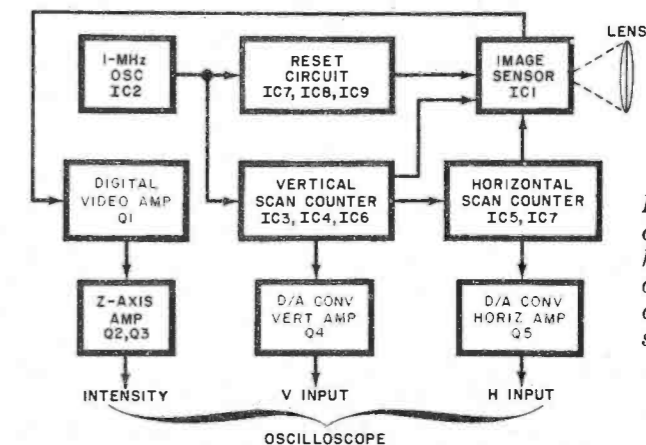 LENS
1-MHz
OSC
IC2
RESET
CIRCUIT
IC7, IC8, IC9
IMAGE
SENSOR
IC1
DIGITAL
VIDEO AMP
Q1
VERTICAL
SCAN COUNTER
IC3, IC4, IC6
HORIZONTAL
SCAN COUNTER
IC5, IC7
Z-AXIS
AMP
Q2,Q3
D/A CONV
VERT AMP
Q4
D/A CONV
HORIZ AMP
Q5
INTENSITY
V INPUT
H INPUT
OSCILLOSCOPE